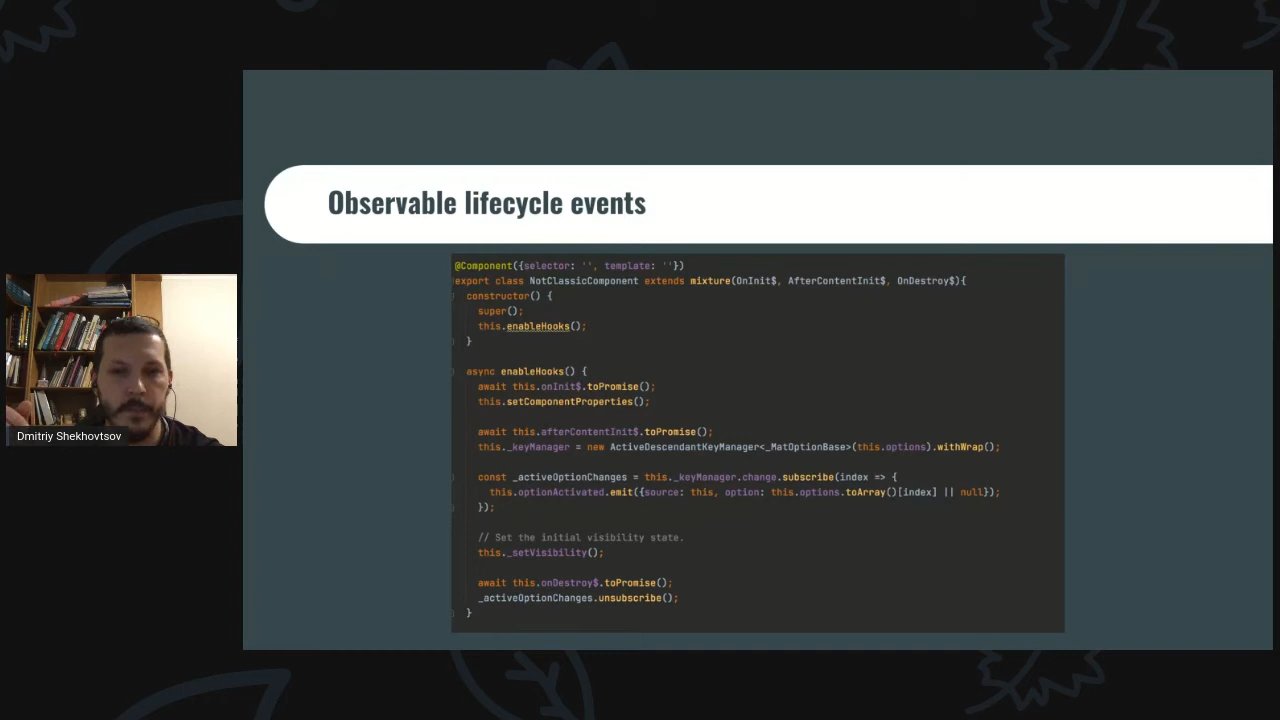 Observable lifecycle events
@Component({selector: '', template: ''})
export class NotClassicComponent extends mixture(OnInit$, AfterContentInit$, OnDestroy$){
constructor() {
super();
this.enableHooks();
}
async enableHooks() {
await this.onInit$.toPromise();
this.setComponentProperties();
await this.afterContentInit$.toPromise();
this._keyManager = new ActiveDescendantKeyManager<_MatOptionBase>(this.options).withWrap();
const _activeOptionChanges = this._keyManager.change.subscribe(index => {
this.optionActivated.emit({source: this, option: this.options.toArray()[index] || null});
});
// Set the initial visibility state.
this._setVisibility();
await this.onDestroy$.toPromise();
_activeOptionChanges.unsubscribe();
}
Dmitriy Shekhovtsov